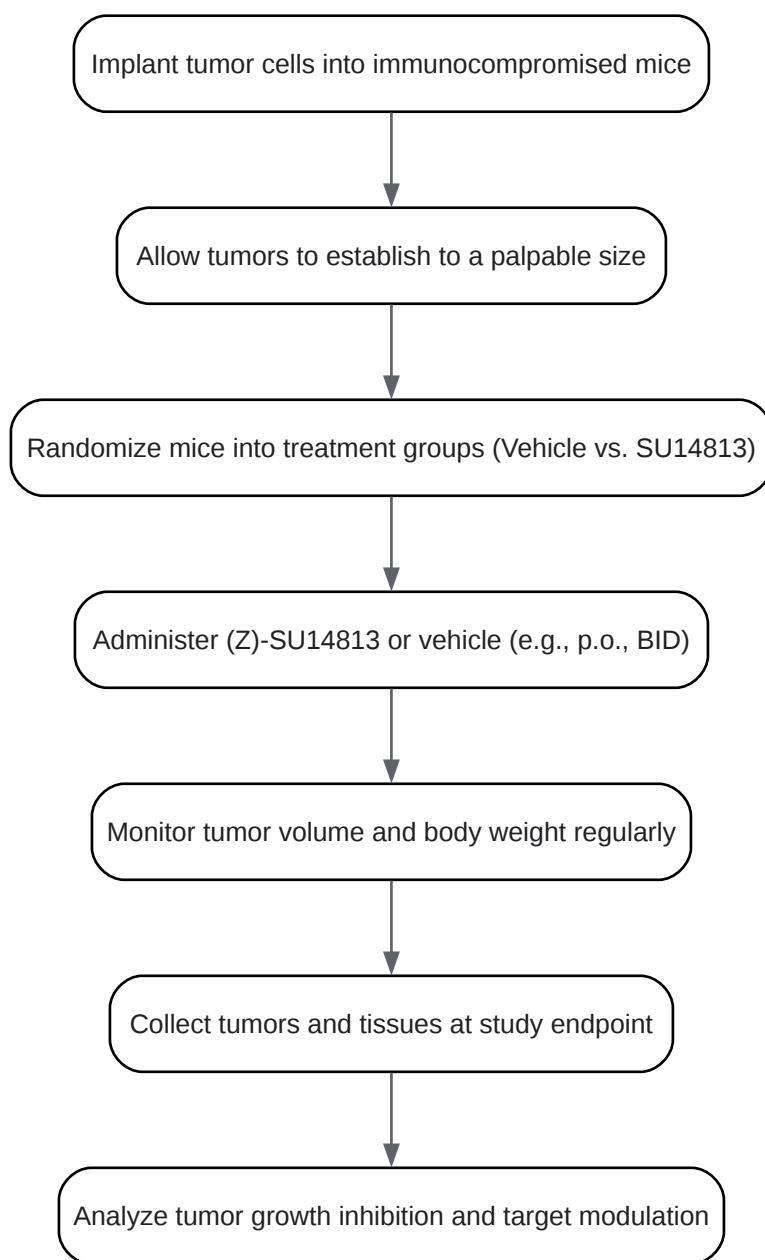 Implant tumor cells into immunocompromised mice
Allow tumors to establish to a palpable size
Randomize mice into treatment groups (Vehicle vs. SU14813)
Administer (Z)-SU14813 or vehicle (e.g., p.o., BID)
Monitor tumor volume and body weight regularly
Collect tumors and tissues at study endpoint
Analyze tumor growth inhibition and target modulation